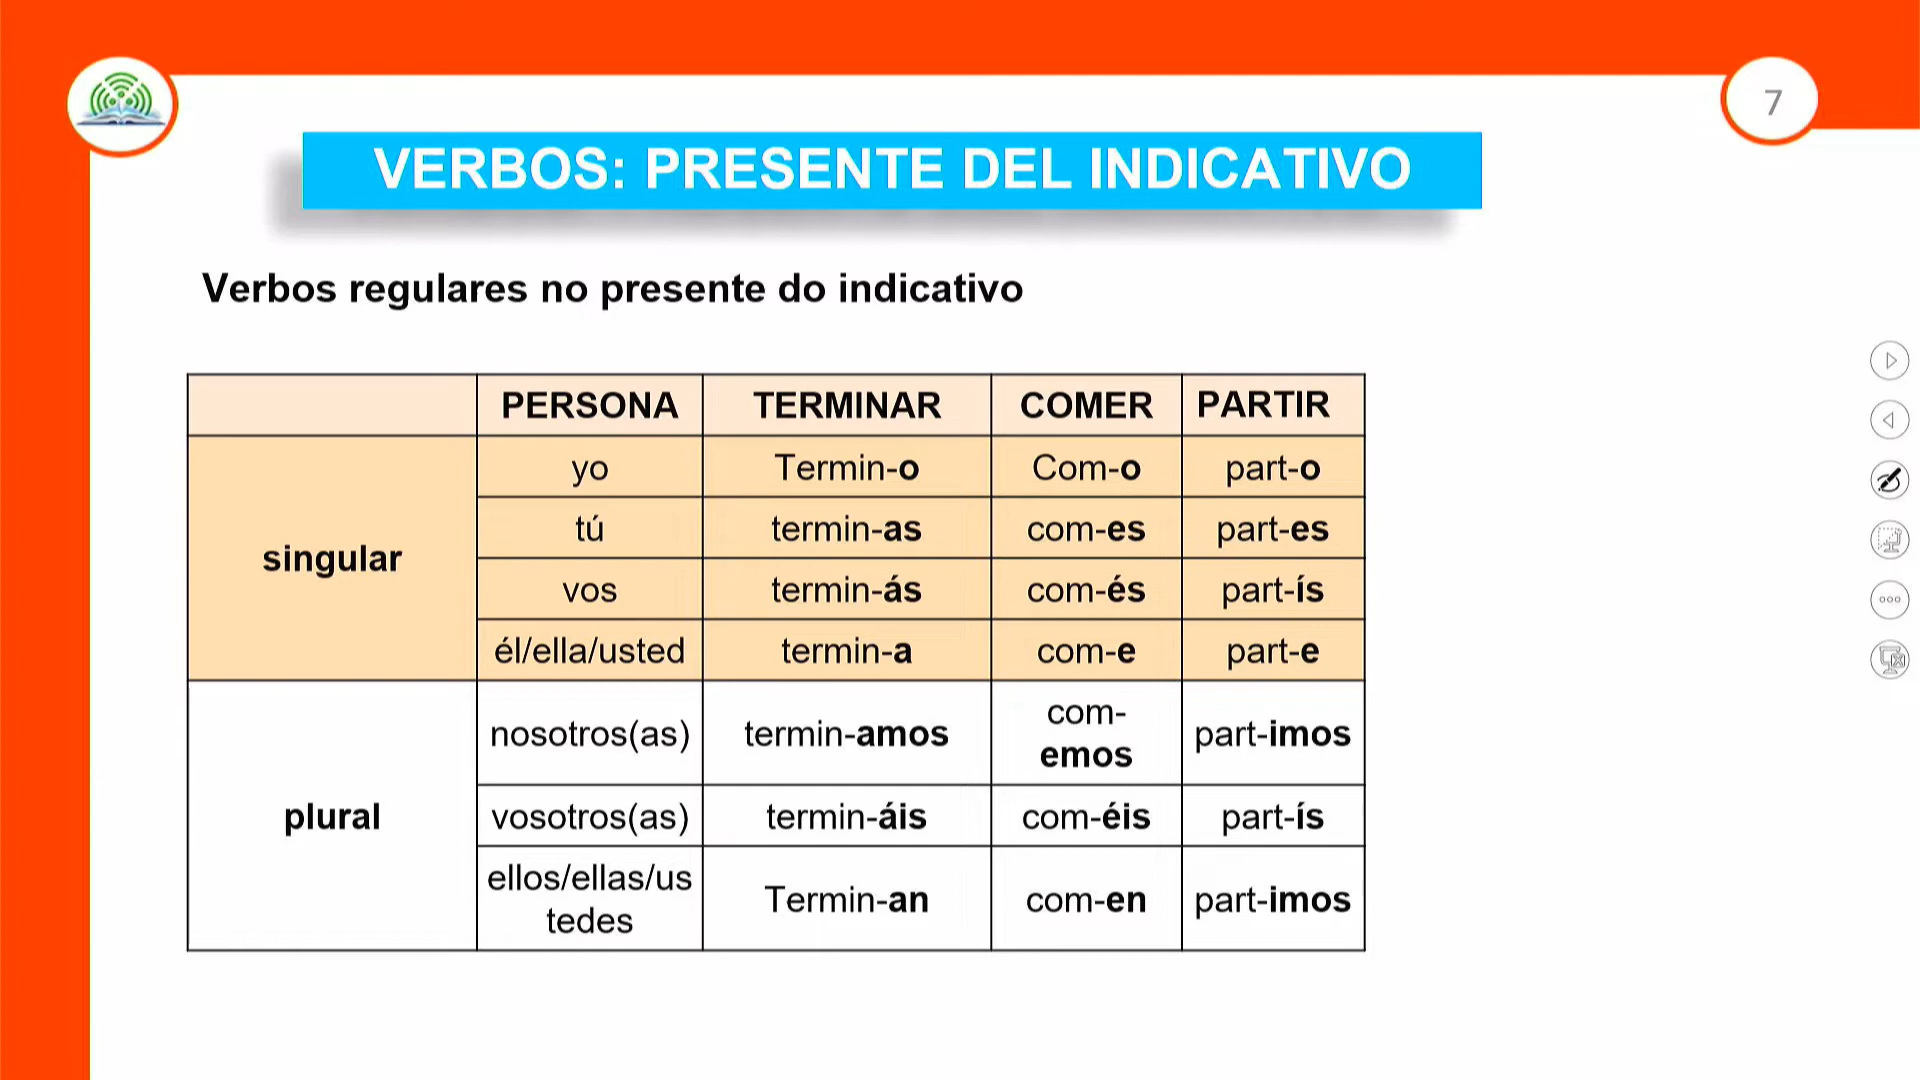 7
VERBOS: PRESENTE DEL INDICATIVO
Verbos regulares no presente do indicativo
PERSONA TERMINAR COMER PARTIR
singular
yo Termin-o Com-o part-o
tú termin-as com-es part-es
vos termin-ás com-és part-ís
él/ella/usted termin-a com-e part-e
plural
nosotros(as) termin-amos com-
emos part-imos
vosotros(as) termin-áis com-éis part-ís
ellos/ellas/us
tedes Termin-an com-en part-imos